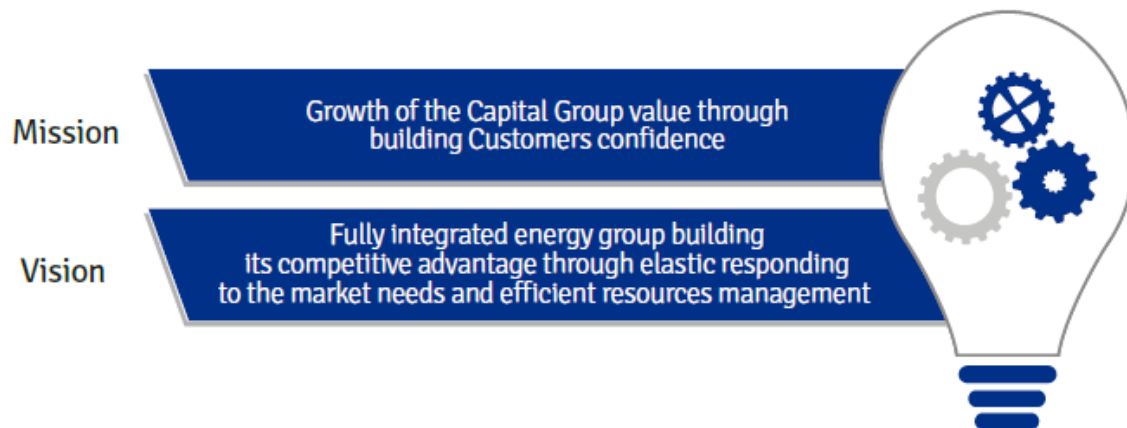 Mission
Growth of the Capital Group value through
building Customers confidence
Vision
Fully integrated energy group building
its competitive advantage through elastic responding
to the market needs and efficient resources management